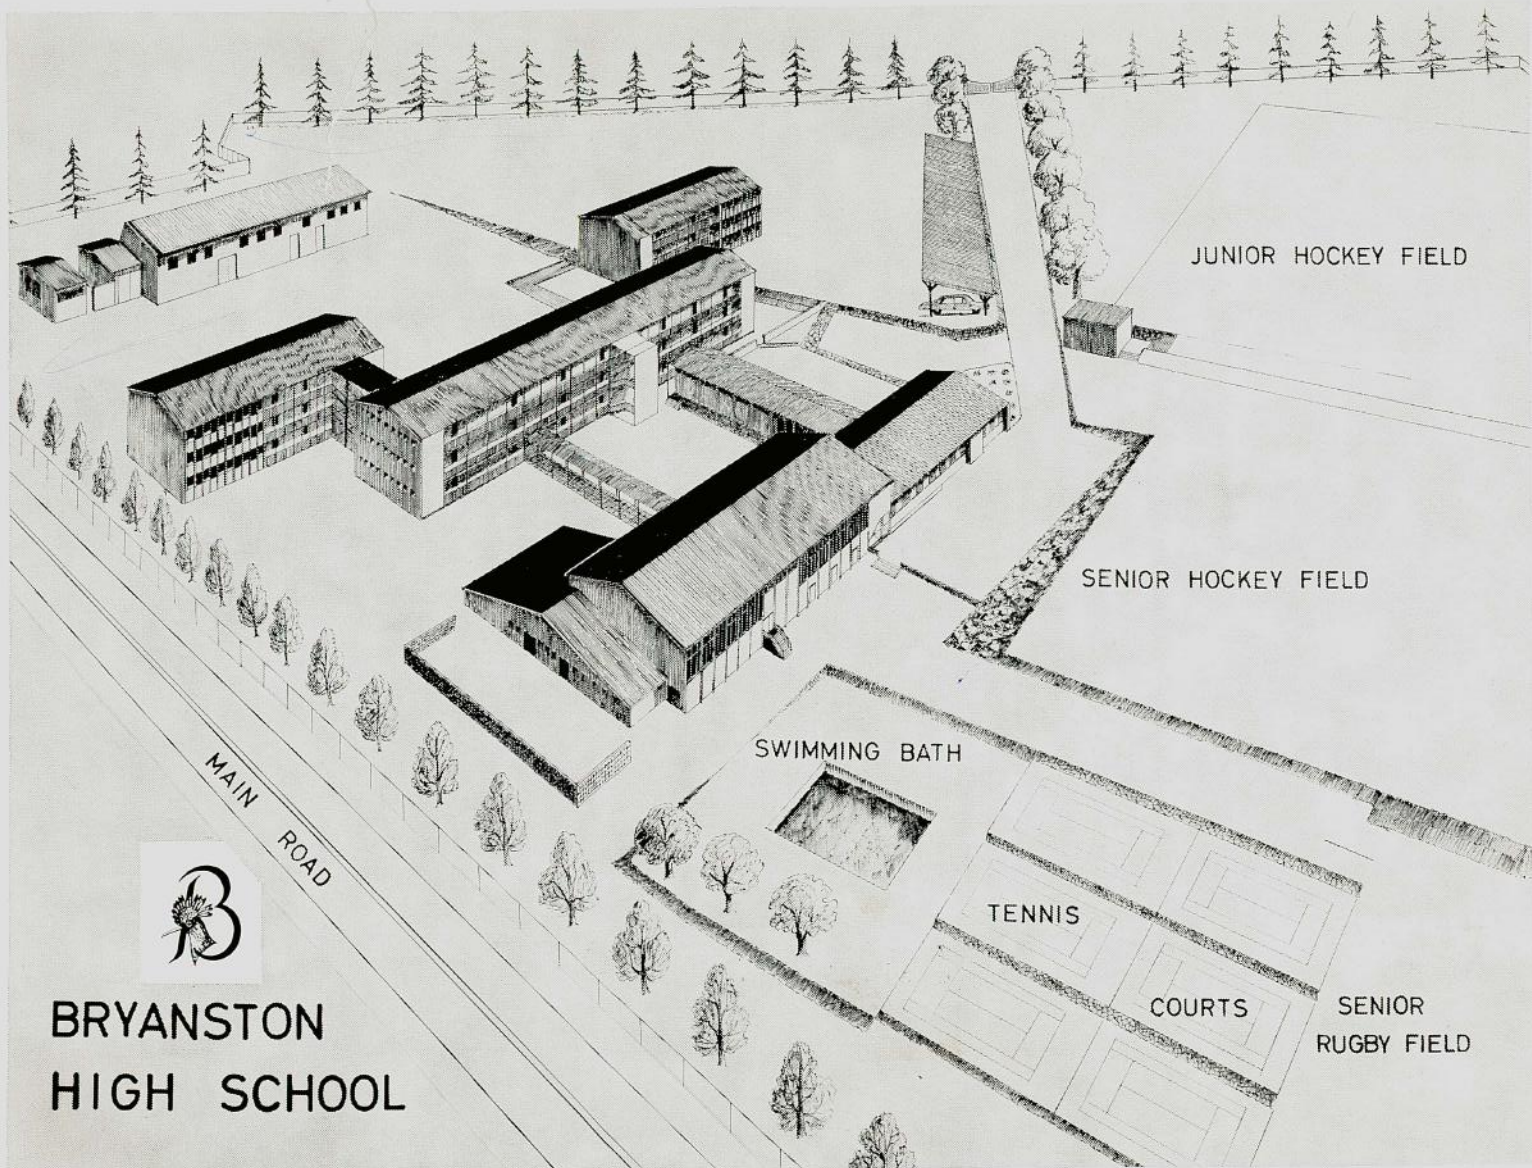 JUNIOR HOCKEY FIELD
SENIOR HOCKEY FIELD
SWIMMING BATH
TENNIS
COURTS
SENIOR
RUGBY FIELD
MAIN ROAD
B
BRYANSTON
HIGH SCHOOL